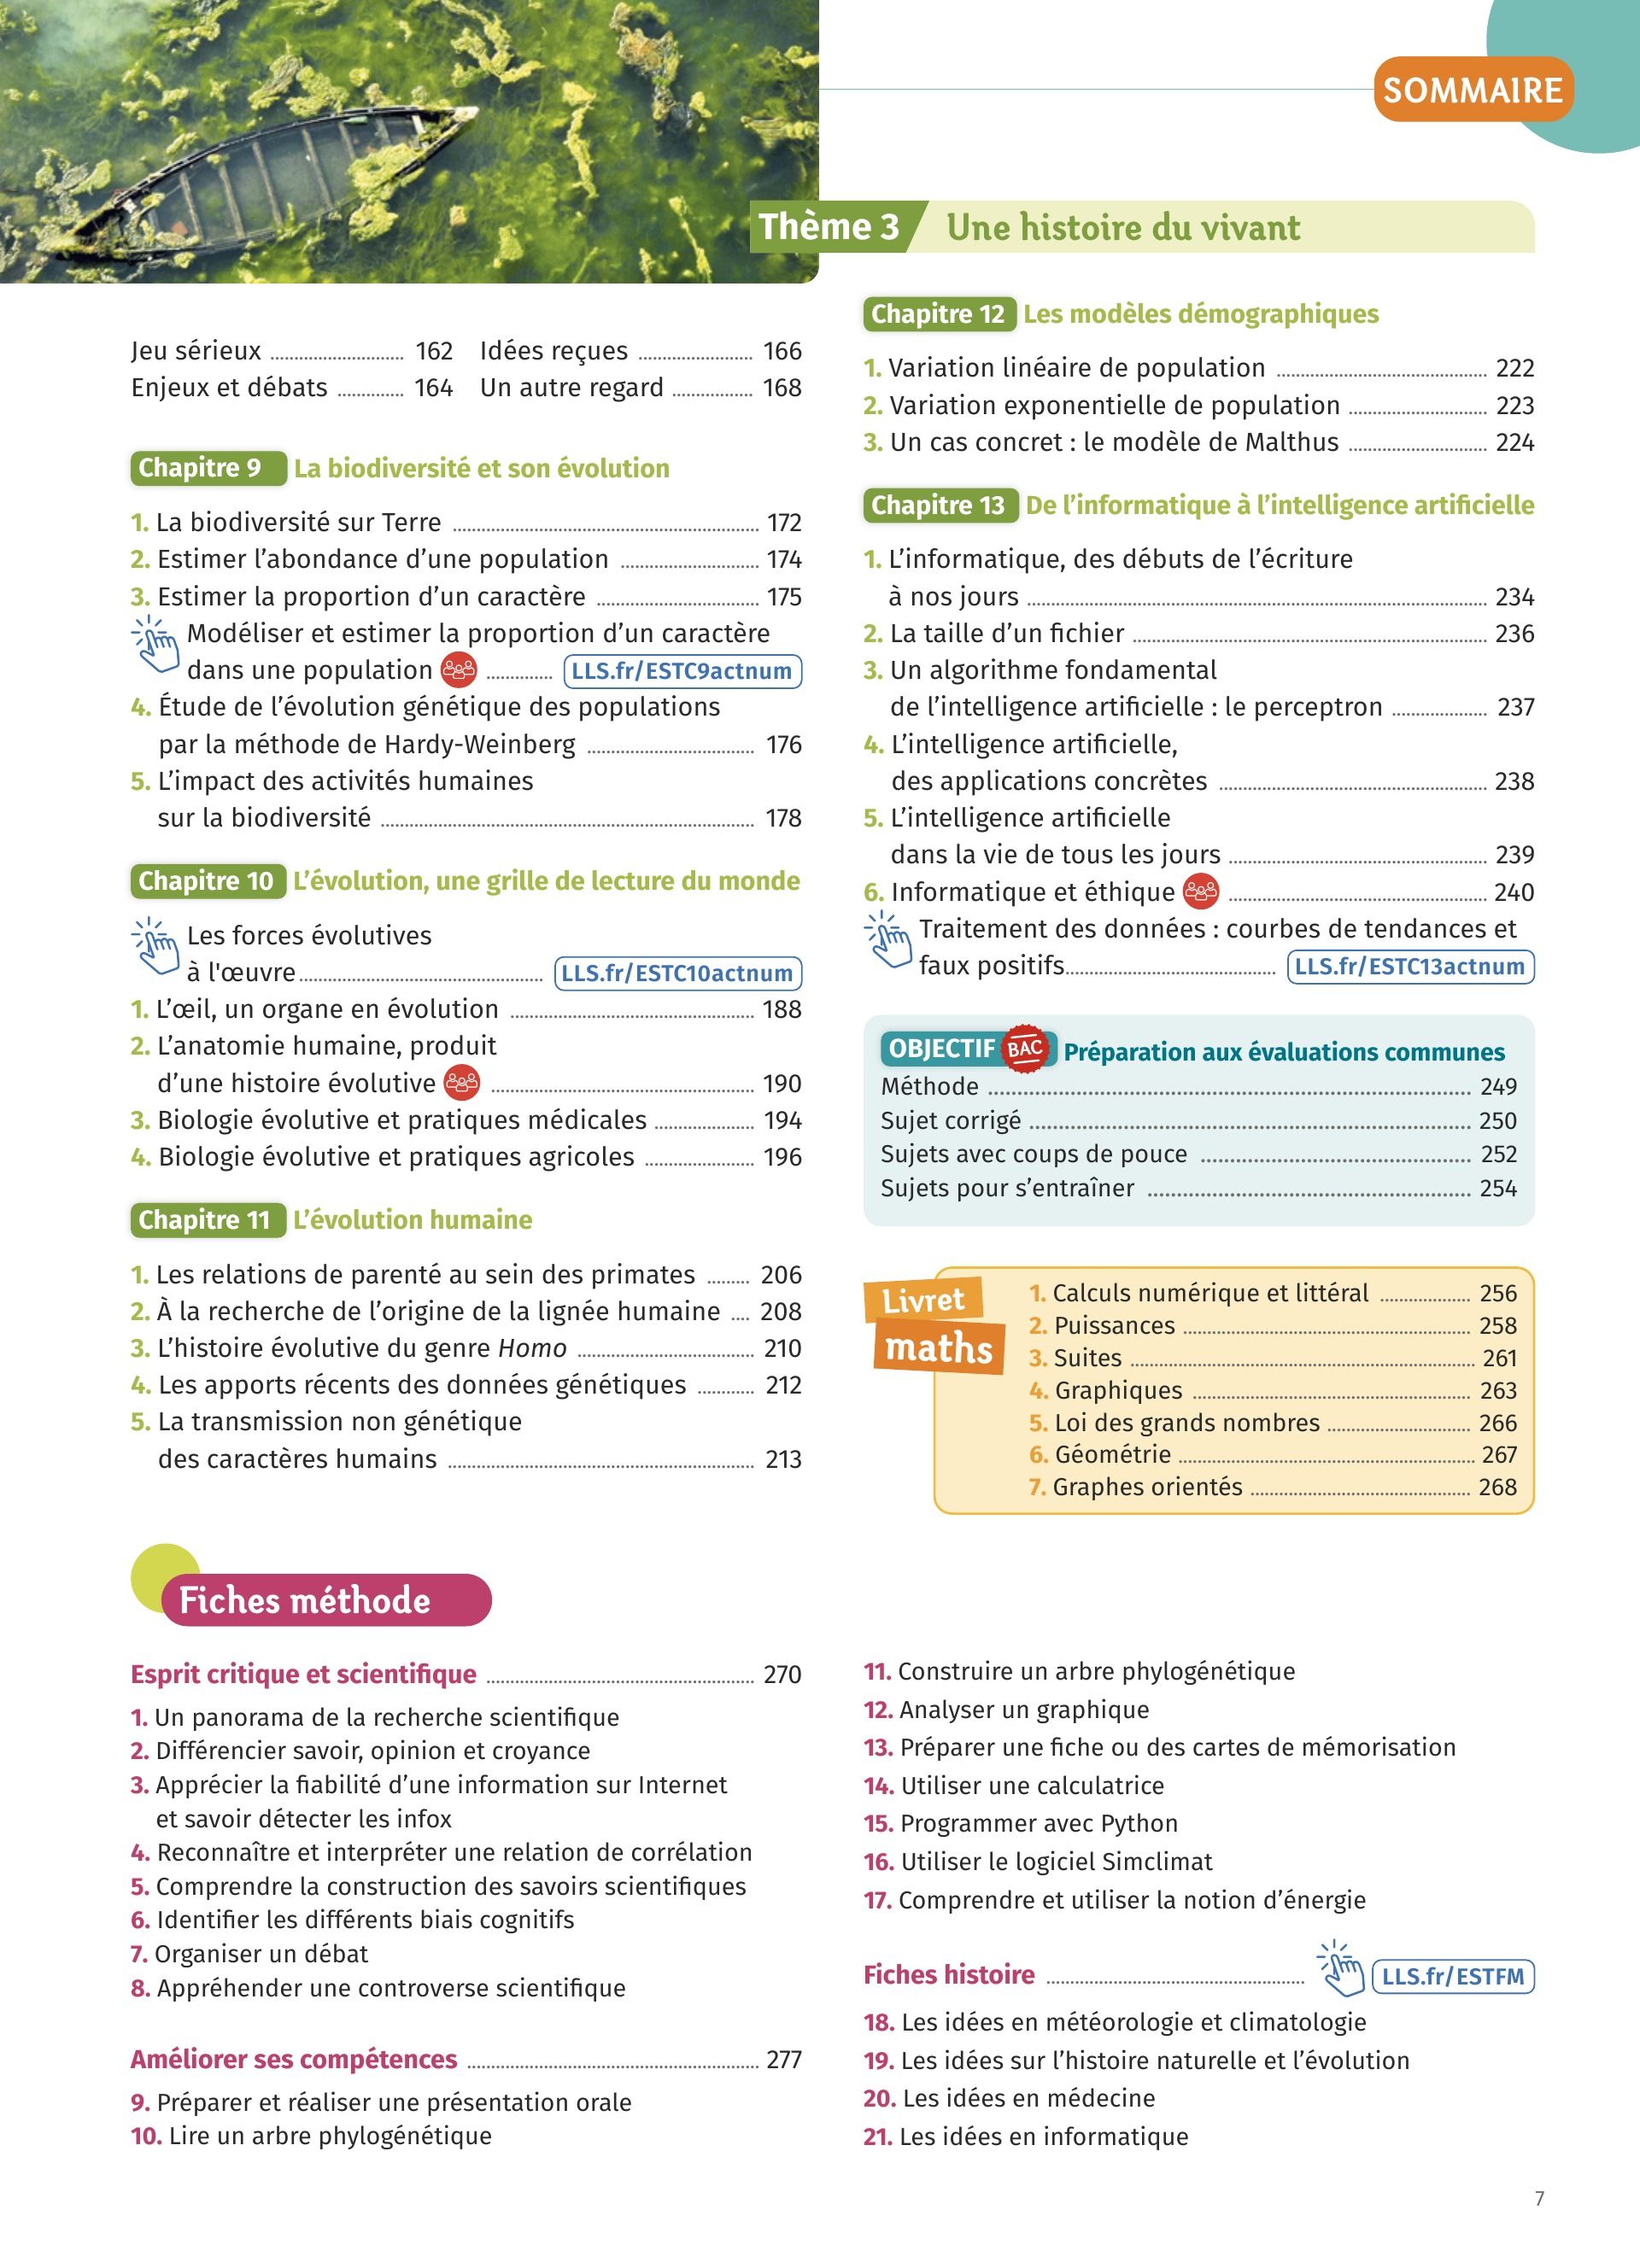 SOMMAIRE
Thème 3 Une histoire du vivant
Jeu sérieux ........................ 162 Idées reçues ..................... 166
Enjeux et débats ............ 164 Un autre regard ............... 168
Chapitre 9 La biodiversité et son évolution
1. La biodiversité sur Terre ........................ 172
2. Estimer l’abondance d’une population ........................ 174
3. Estimer la proportion d’un caractère ........................ 175
Modéliser et estimer la proportion d’un caractère
dans une population ............ LLS.fr/ESTC9actnum
4. Étude de l’évolution génétique des populations
par la méthode de Hardy-Weinberg ........................ 176
5. L’impact des activités humaines
sur la biodiversité ........................ 178
Chapitre 10 L’évolution, une grille de lecture du monde
Les forces évolutives
à l'œuvre ........................ LLS.fr/ESTC10actnum
1. L’œil, un organe en évolution ........................ 188
2. L’anatomie humaine, produit
d’une histoire évolutive ........................ 190
3. Biologie évolutive et pratiques médicales ............ 194
4. Biologie évolutive et pratiques agricoles ............ 196
Chapitre 11 L’évolution humaine
1. Les relations de parenté au sein des primates ........ 206
2. À la recherche de l’origine de la lignée humaine .... 208
3. L’histoire évolutive du genre Homo ........................ 210
4. Les apports récents des données génétiques ........... 212
5. La transmission non génétique
des caractères humains ........................ 213
Chapitre 12 Les modèles démographiques
1. Variation linéaire de population ........................ 222
2. Variation exponentielle de population ........................ 223
3. Un cas concret : le modèle de Malthus ........................ 224
Chapitre 13 De l’informatique à l’intelligence artificielle
1. L’informatique, des débuts de l’écriture
à nos jours ........................ 234
2. La taille d’un fichier ........................ 236
3. Un algorithme fondamental
de l’intelligence artificielle : le perceptron ............ 237
4. L’intelligence artificielle,
des applications concrètes ........................ 238
5. L’intelligence artificielle
dans la vie de tous les jours ........................ 239
6. Informatique et éthique ........................ 240
Traitement des données : courbes de tendances et
faux positifs ........................ LLS.fr/ESTC13actnum
OBJECTIF BAC Préparation aux évaluations communes
Méthode ........................ 249
Sujet corrigé ........................ 250
Sujets avec coups de pouce ........................ 252
Sujets pour s’entraîner ........................ 254
Livret
maths
1. Calculs numérique et littéral ............ 256
2. Puissances ........................ 258
3. Suites ........................ 261
4. Graphiques ........................ 263
5. Loi des grands nombres ............ 266
6. Géométrie ........................ 267
7. Graphes orientés ........................ 268
Fiches méthode
Esprit critique et scientifique ........................ 270
1. Un panorama de la recherche scientifique
2. Différencier savoir, opinion et croyance
3. Apprécier la fiabilité d’une information sur Internet
et savoir détecter les infox
4. Reconnaître et interpréter une relation de corrélation
5. Comprendre la construction des savoirs scientifiques
6. Identifier les différents biais cognitifs
7. Organiser un débat
8. Appréhender une controverse scientifique
Améliorer ses compétences ........................ 277
9. Préparer et réaliser une présentation orale
10. Lire un arbre phylogénétique
11. Construire un arbre phylogénétique
12. Analyser un graphique
13. Préparer une fiche ou des cartes de mémorisation
14. Utiliser une calculatrice
15. Programmer avec Python
16. Utiliser le logiciel Simclimat
17. Comprendre et utiliser la notion d’énergie
Fiches histoire ........................ LLS.fr/ESTFM
18. Les idées en météorologie et climatologie
19. Les idées sur l’histoire naturelle et l’évolution
20. Les idées en médecine
21. Les idées en informatique
7